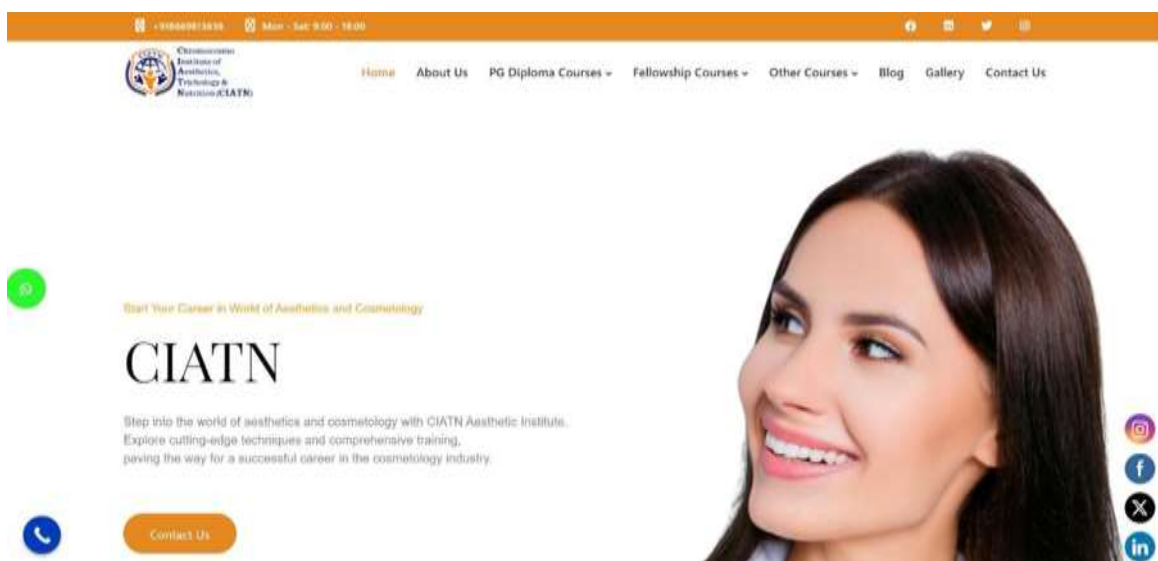 Mon - Sat: 9:00 - 18:00
Chromosomes
Institute of
Aesthetics,
Trichology &
Nutrition (CIATN)
Home About Us PG Diploma Courses Fellowship Courses Other Courses Blog Gallery Contact Us
Start Your Career in World of Aesthetics and Cosmetology
CIATN
Step into the world of aesthetics and cosmetology with CIATN Aesthetic Institute.
Explore cutting-edge techniques and comprehensive training,
paving the way for a successful career in the cosmetology industry.
Contact Us